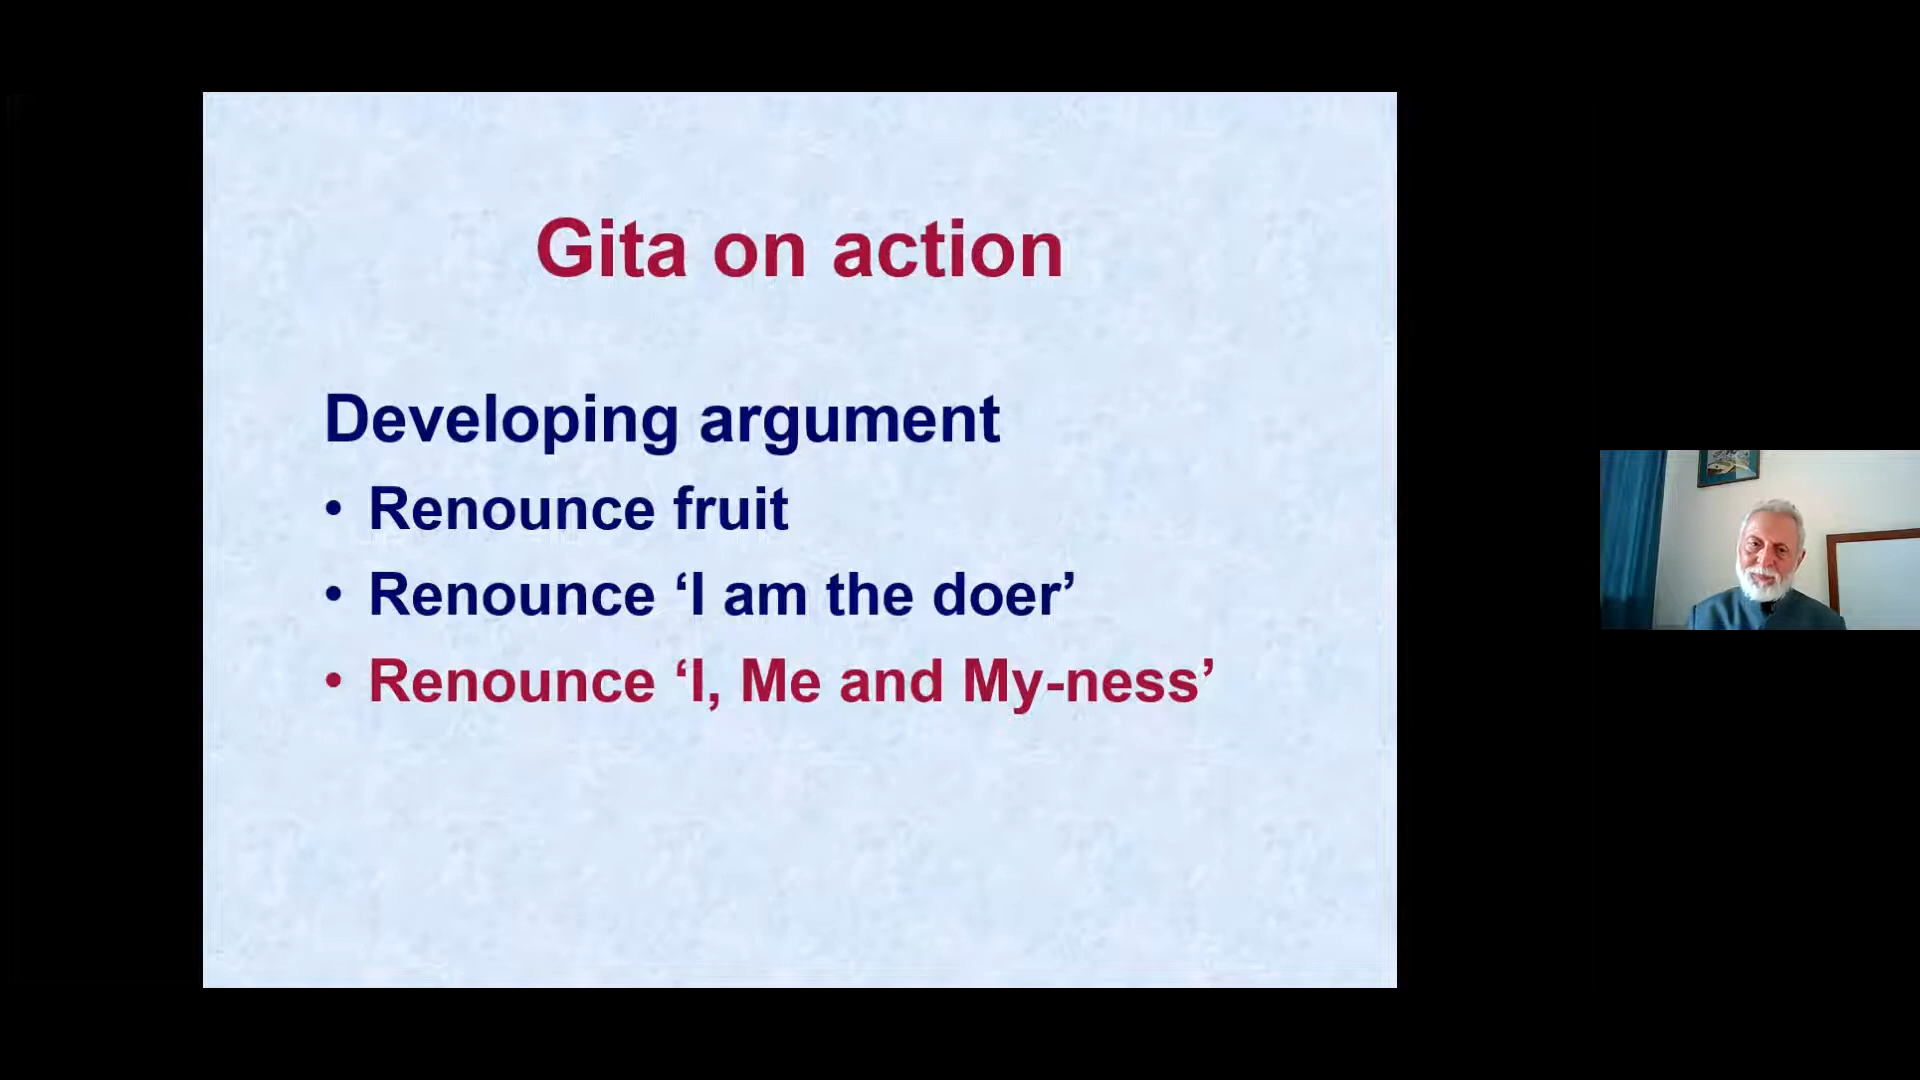 Gita on action
Developing argument
• Renounce fruit
• Renounce ‘I am the doer’
• Renounce ‘I, Me and My-ness’